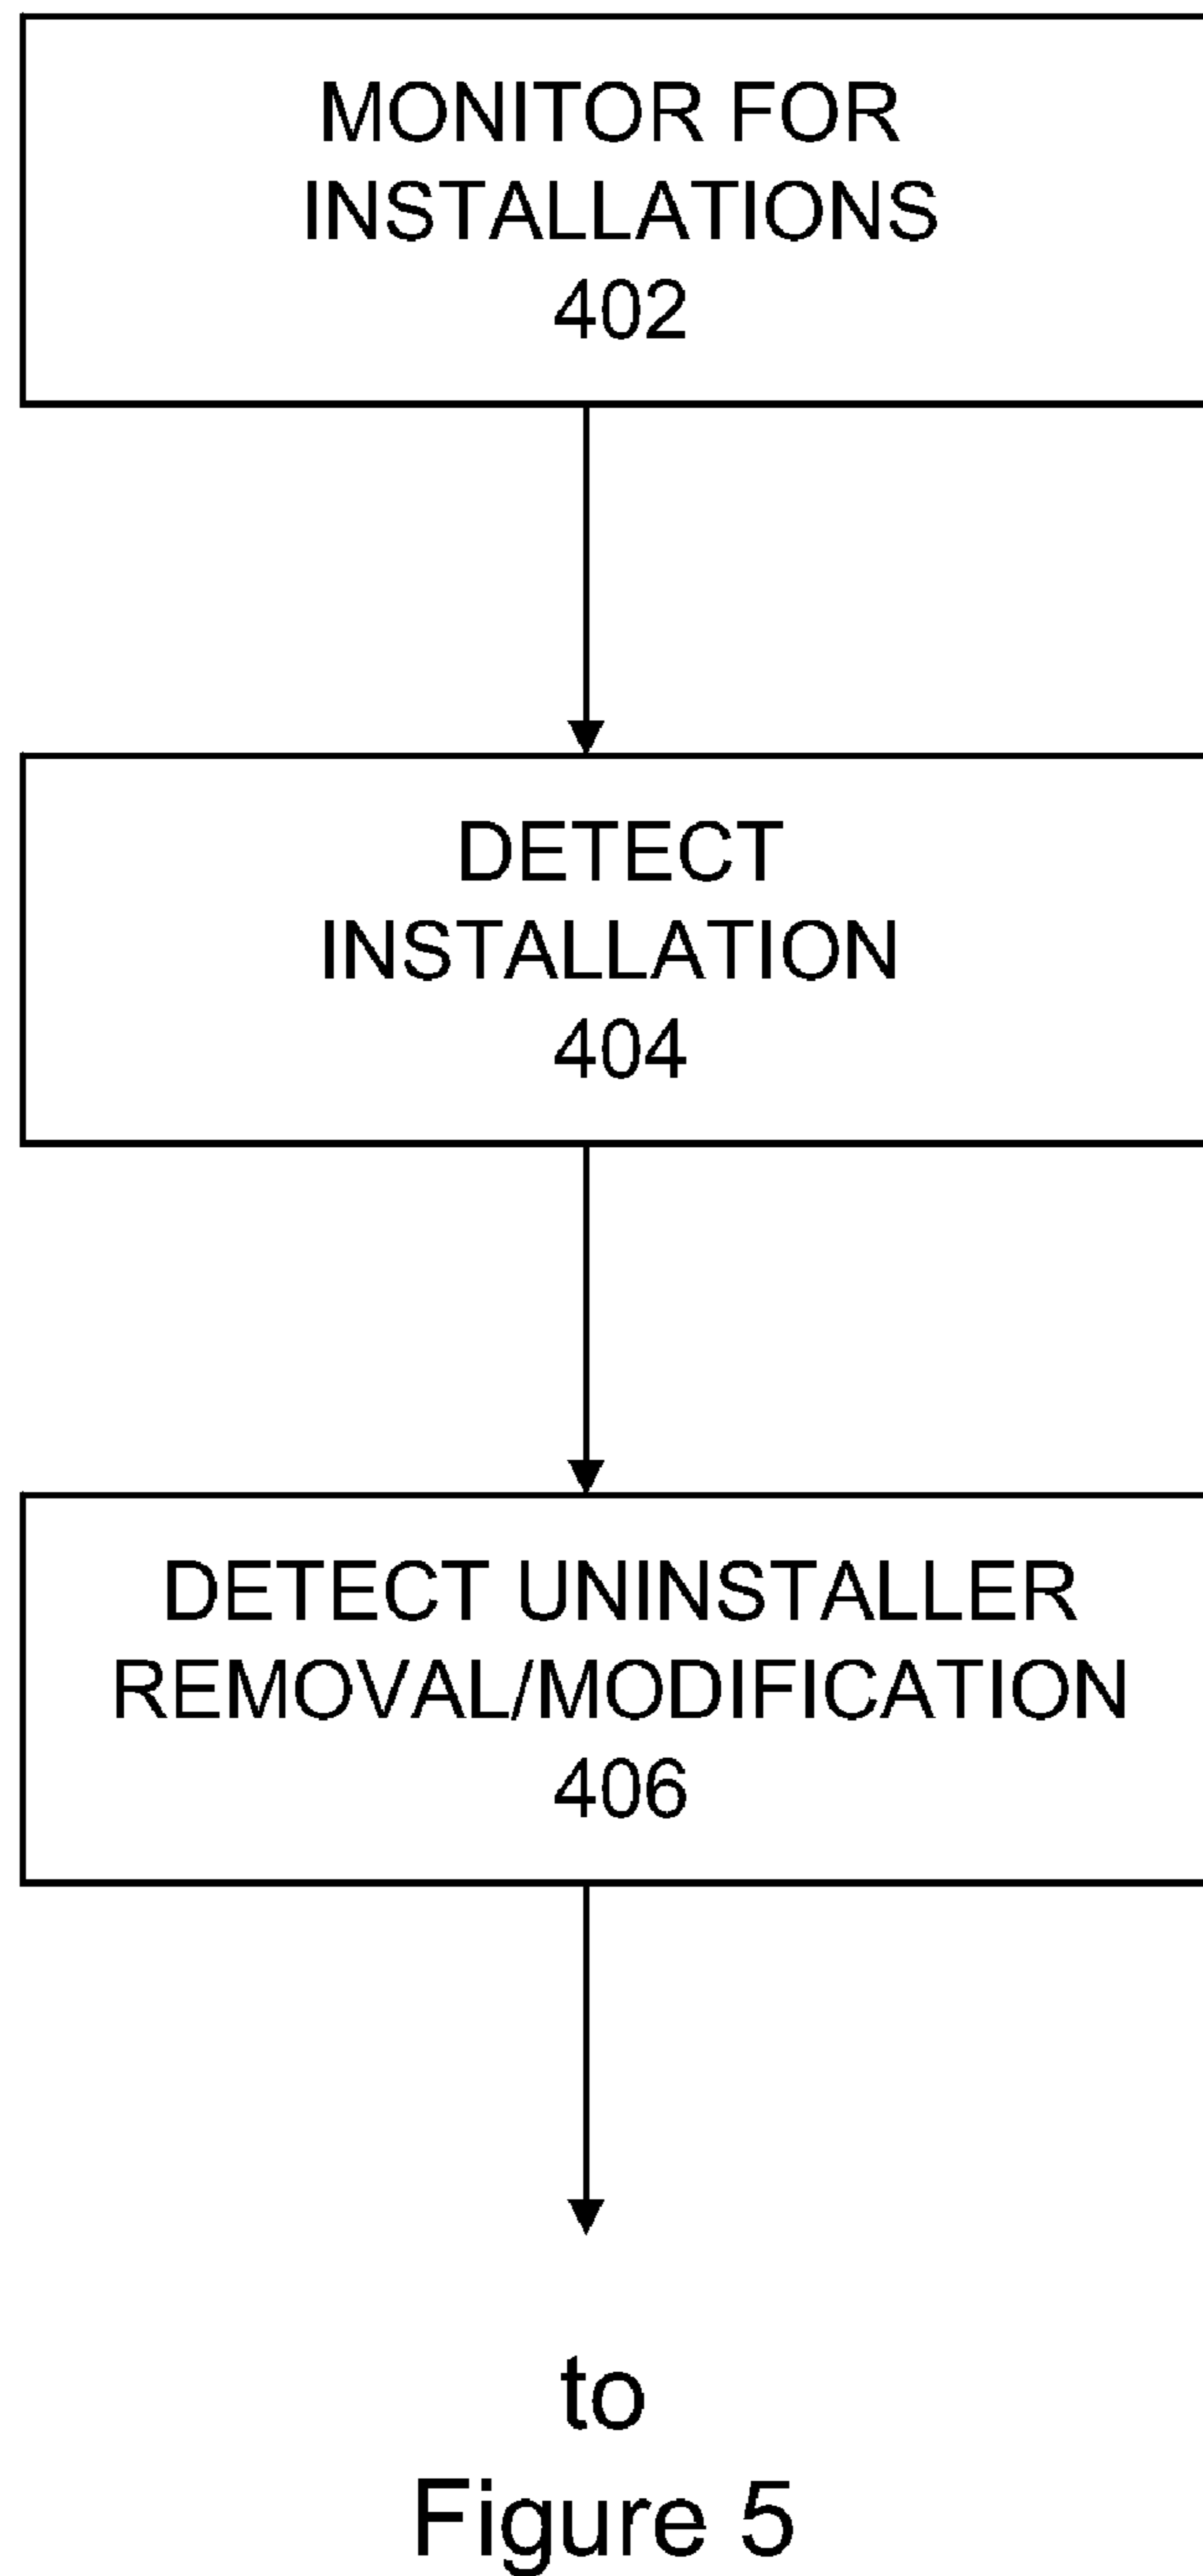 MONITOR FOR
INSTALLATIONS
402
DETECT
INSTALLATION
404
DETECT UNINSTALLER
REMOVAL/MODIFICATION
406
to
Figure 5